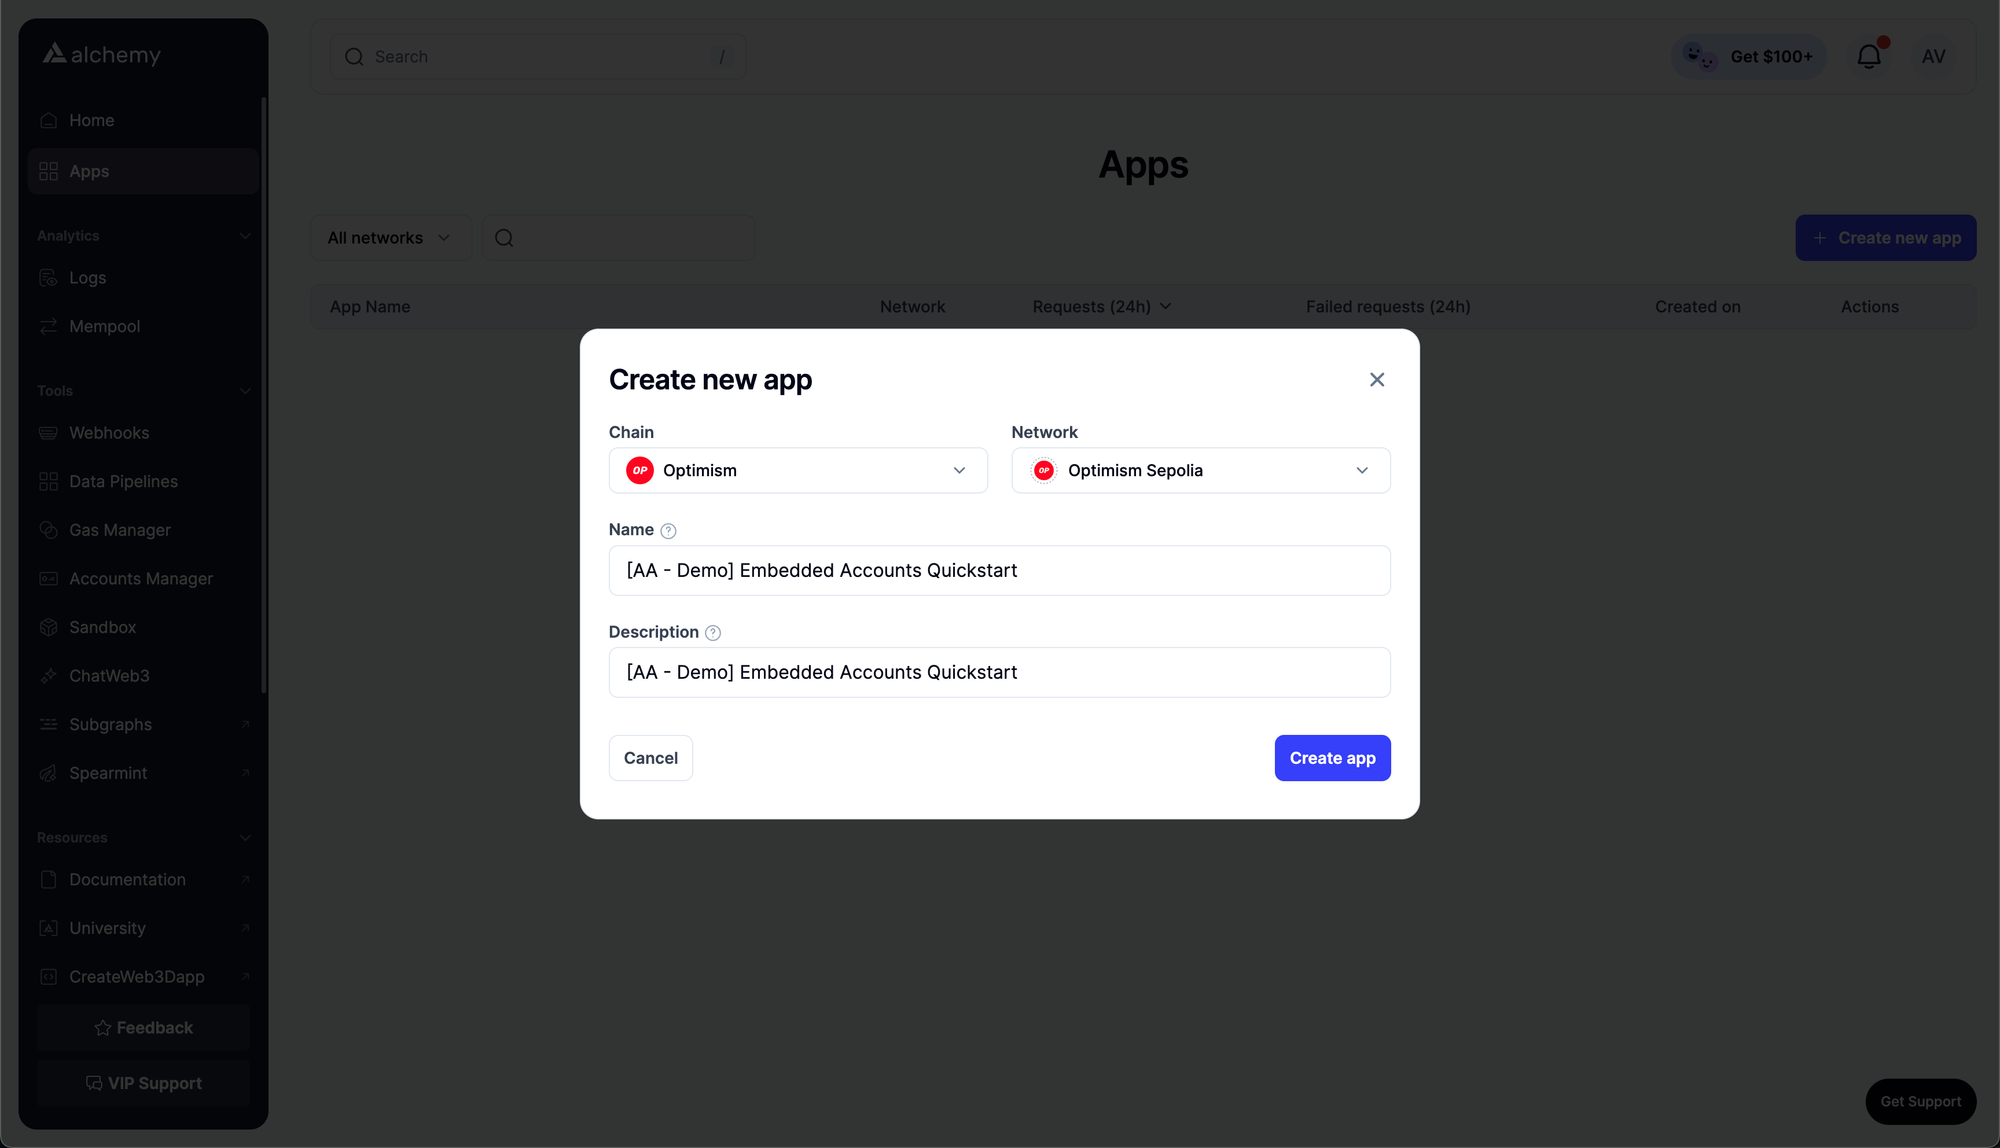 alchemy
Home
Apps
Analytics
Logs
Mempool
Tools
Webhooks
Data Pipelines
Gas Manager
Accounts Manager
Sandbox
ChatWeb3
Subgraphs
Spearmint
Resources
Documentation
University
CreateWeb3Dapp
Feedback
VIP Support
Search /
Get $100+
AV
Apps
All networks
+ Create new app
App Name Network Requests (24h) Failed requests (24h) Created on Actions
Create new app
Chain Network
OP Optimism OP Optimism Sepolia
Name ?
[AA - Demo] Embedded Accounts Quickstart
Description ?
[AA - Demo] Embedded Accounts Quickstart
Cancel Create app
Get Support